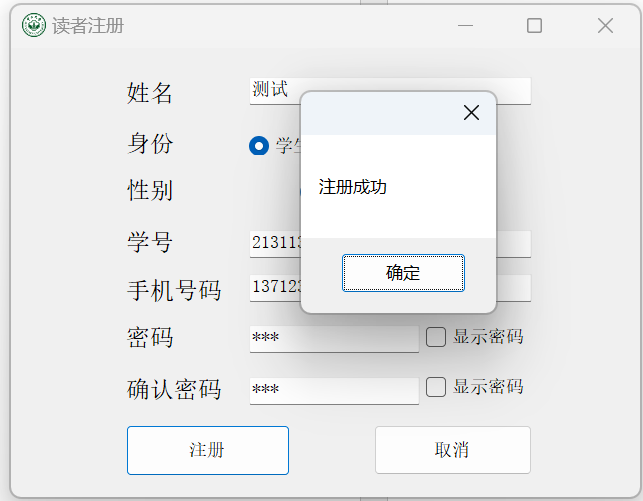 读者注册
姓名
测试
身份
学生
性别
注册成功
学号
213113
确定
手机号码
137123
密码
***
显示密码
确认密码
***
显示密码
注册
取消